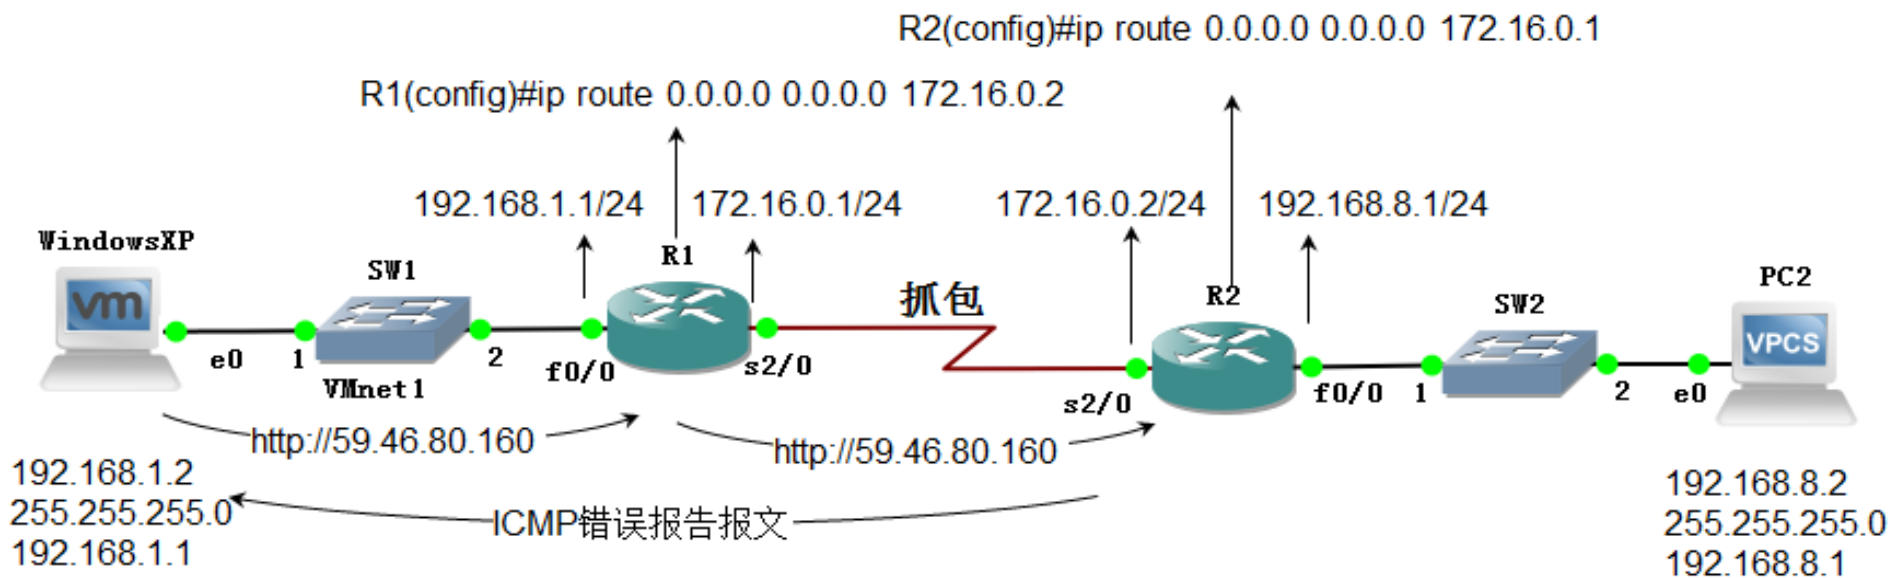 R2(config)#ip route 0.0.0.0 0.0.0.0 172.16.0.1
R1(config)#ip route 0.0.0.0 0.0.0.0 172.16.0.2
192.168.1.1/24
172.16.0.1/24
172.16.0.2/24
192.168.8.1/24
WindowsXP
SW1
R1
抓包
R2
SW2
PC2
vm
VPCS
e0
1
2
f0/0
s2/0
VMnet1
s2/0
f0/0
1
2
e0
http://59.46.80.160
http://59.46.80.160
192.168.1.2
255.255.255.0
192.168.1.1
ICMP错误报告报文
192.168.8.2
255.255.255.0
192.168.8.1